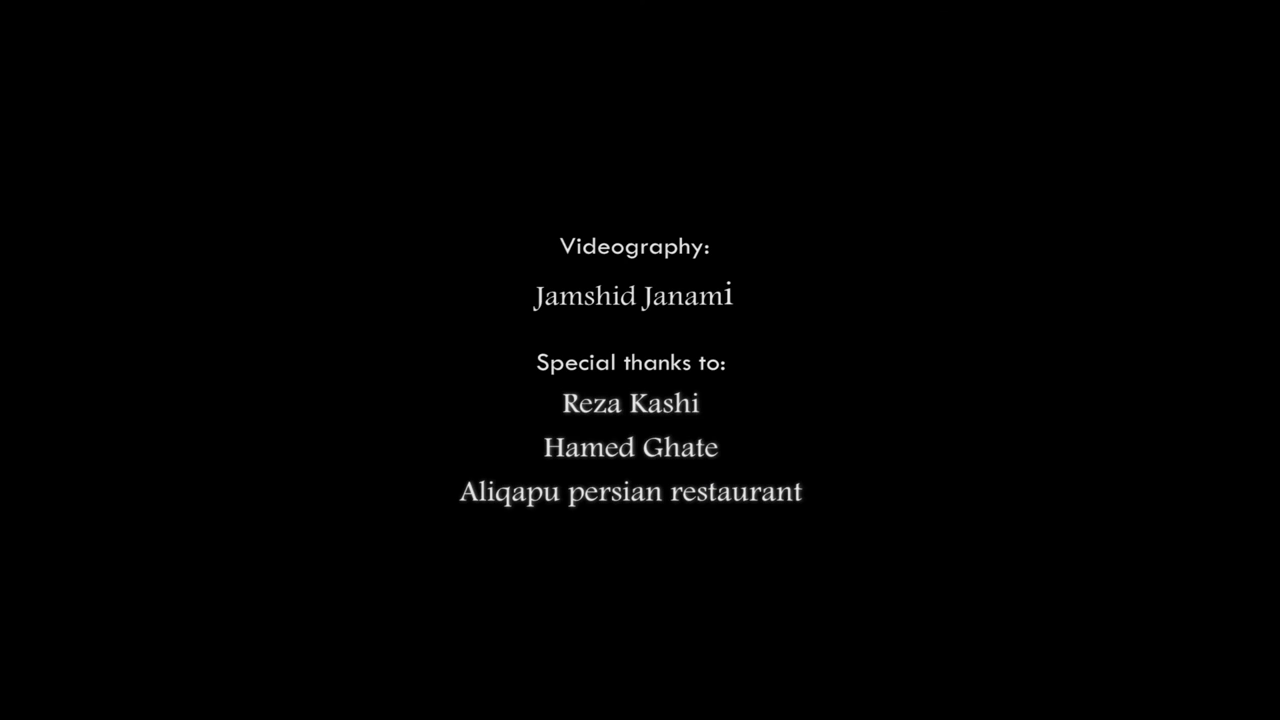 Videography:
Jamshid Janami
Special thanks to:
Reza Kashi
Hamed Ghate
Aliqapu persian restaurant